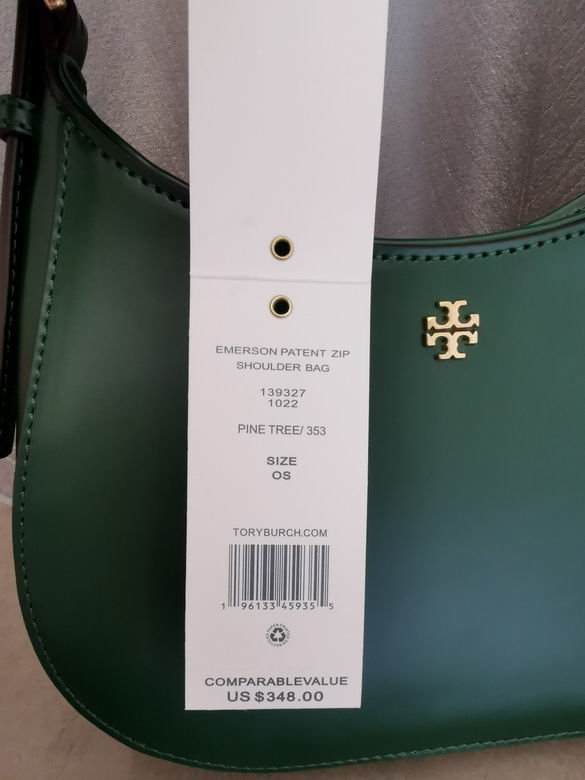 EMERSON PATENT ZIP
SHOULDER BAG
139327
1022
PINE TREE/ 353
SIZE
OS
TORYBURCH.COM
1 96133 45935 5
COMPARABLEVALUE
US $348.00